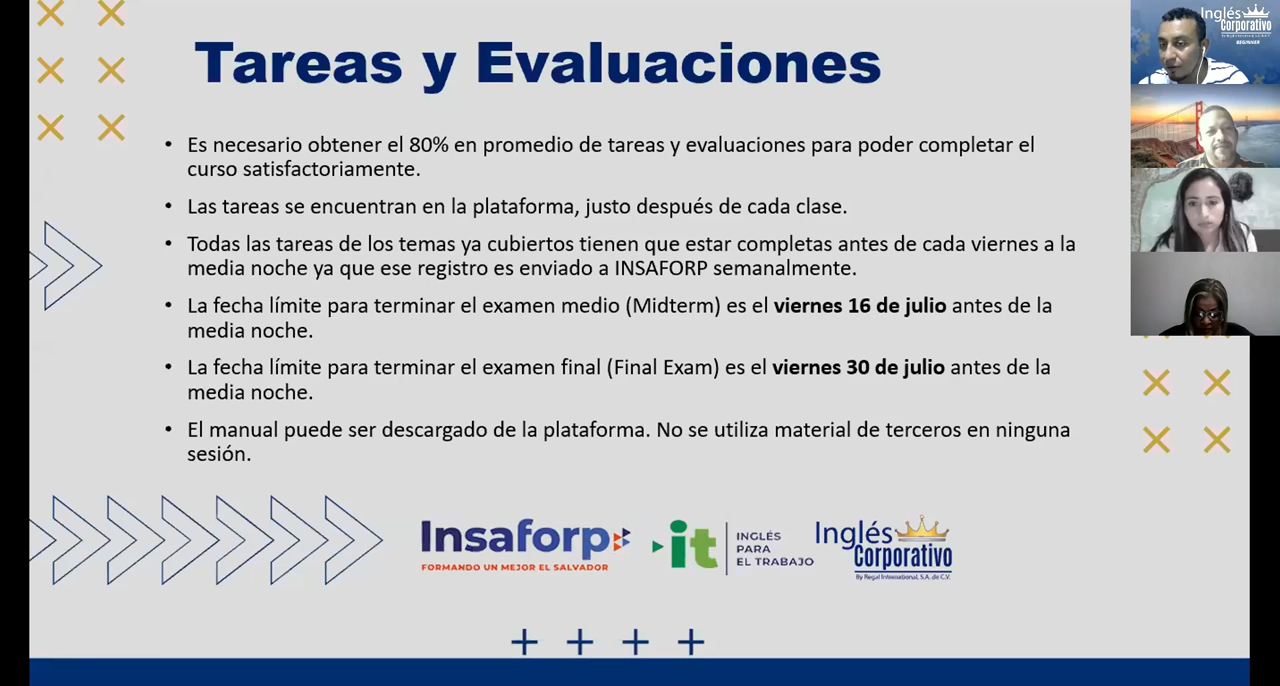 Tareas y Evaluaciones
• Es necesario obtener el 80% en promedio de tareas y evaluaciones para poder completar el
curso satisfactoriamente.
• Las tareas se encuentran en la plataforma, justo después de cada clase.
• Todas las tareas de los temas ya cubiertos tienen que estar completas antes de cada viernes a la
media noche ya que ese registro es enviado a INSAFORP semanalmente.
• La fecha límite para terminar el examen medio (Midterm) es el viernes 16 de julio antes de la
media noche.
• La fecha límite para terminar el examen final (Final Exam) es el viernes 30 de julio antes de la
media noche.
• El manual puede ser descargado de la plataforma. No se utiliza material de terceros en ninguna
sesión.
Insaforp
FORMANDO UN MEJOR EL SALVADOR
it
INGLÉS
PARA
EL TRABAJO
Inglés
Corporativo
By Regal International, S.A. de C.V.
Inglés
Corporativo
BEGINNER